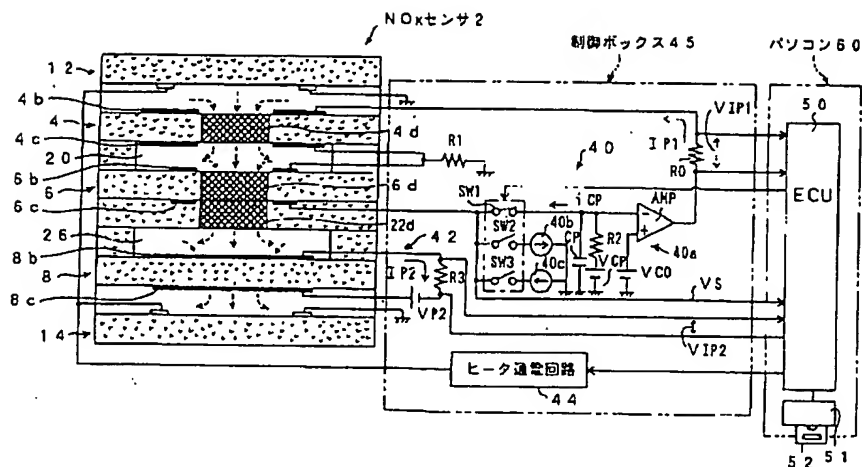 NOxセンサ2
制御ボックス45
パソコン60
12
4b
4
4c
20
6b
6
6c
26
8b
8
8c
14
4d
6d
22d
42
IP2
R3
VP2
R1
SW1
SW2
SW3
40
iCP
40b
40c
CP
R2
VCP
AMP
40a
VC0
IP1
VIP1
R0
50
ECU
VS
VIP2
ヒータ通電回路
44
51
52